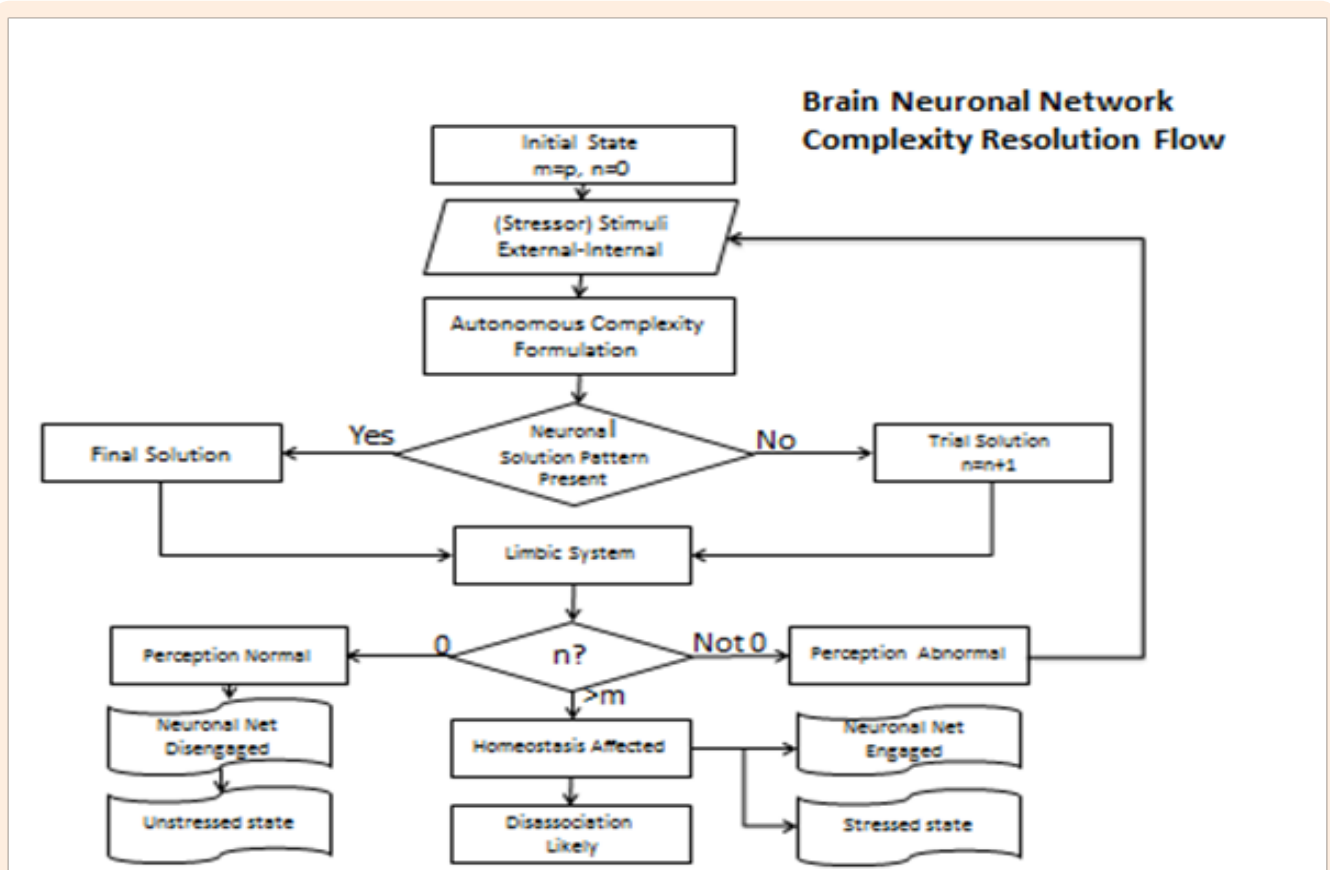 Brain Neuronal Network
Complexity Resolution Flow
Initial State
m=p, n=0
(Stressor) Stimuli
External-Internal
Autonomous Complexity
Formulation
Yes
Neuronal
Solution Pattern
Present
No
Final Solution
Trial Solution
n=n+1
Limbic System
Perception Normal
0
n?
Not 0
Perception Abnormal
>m
Neuronal Net
Disengaged
Homeostasis Affected
Neuronal Net
Engaged
Unstressed state
Disassociation
Likely
Stressed state